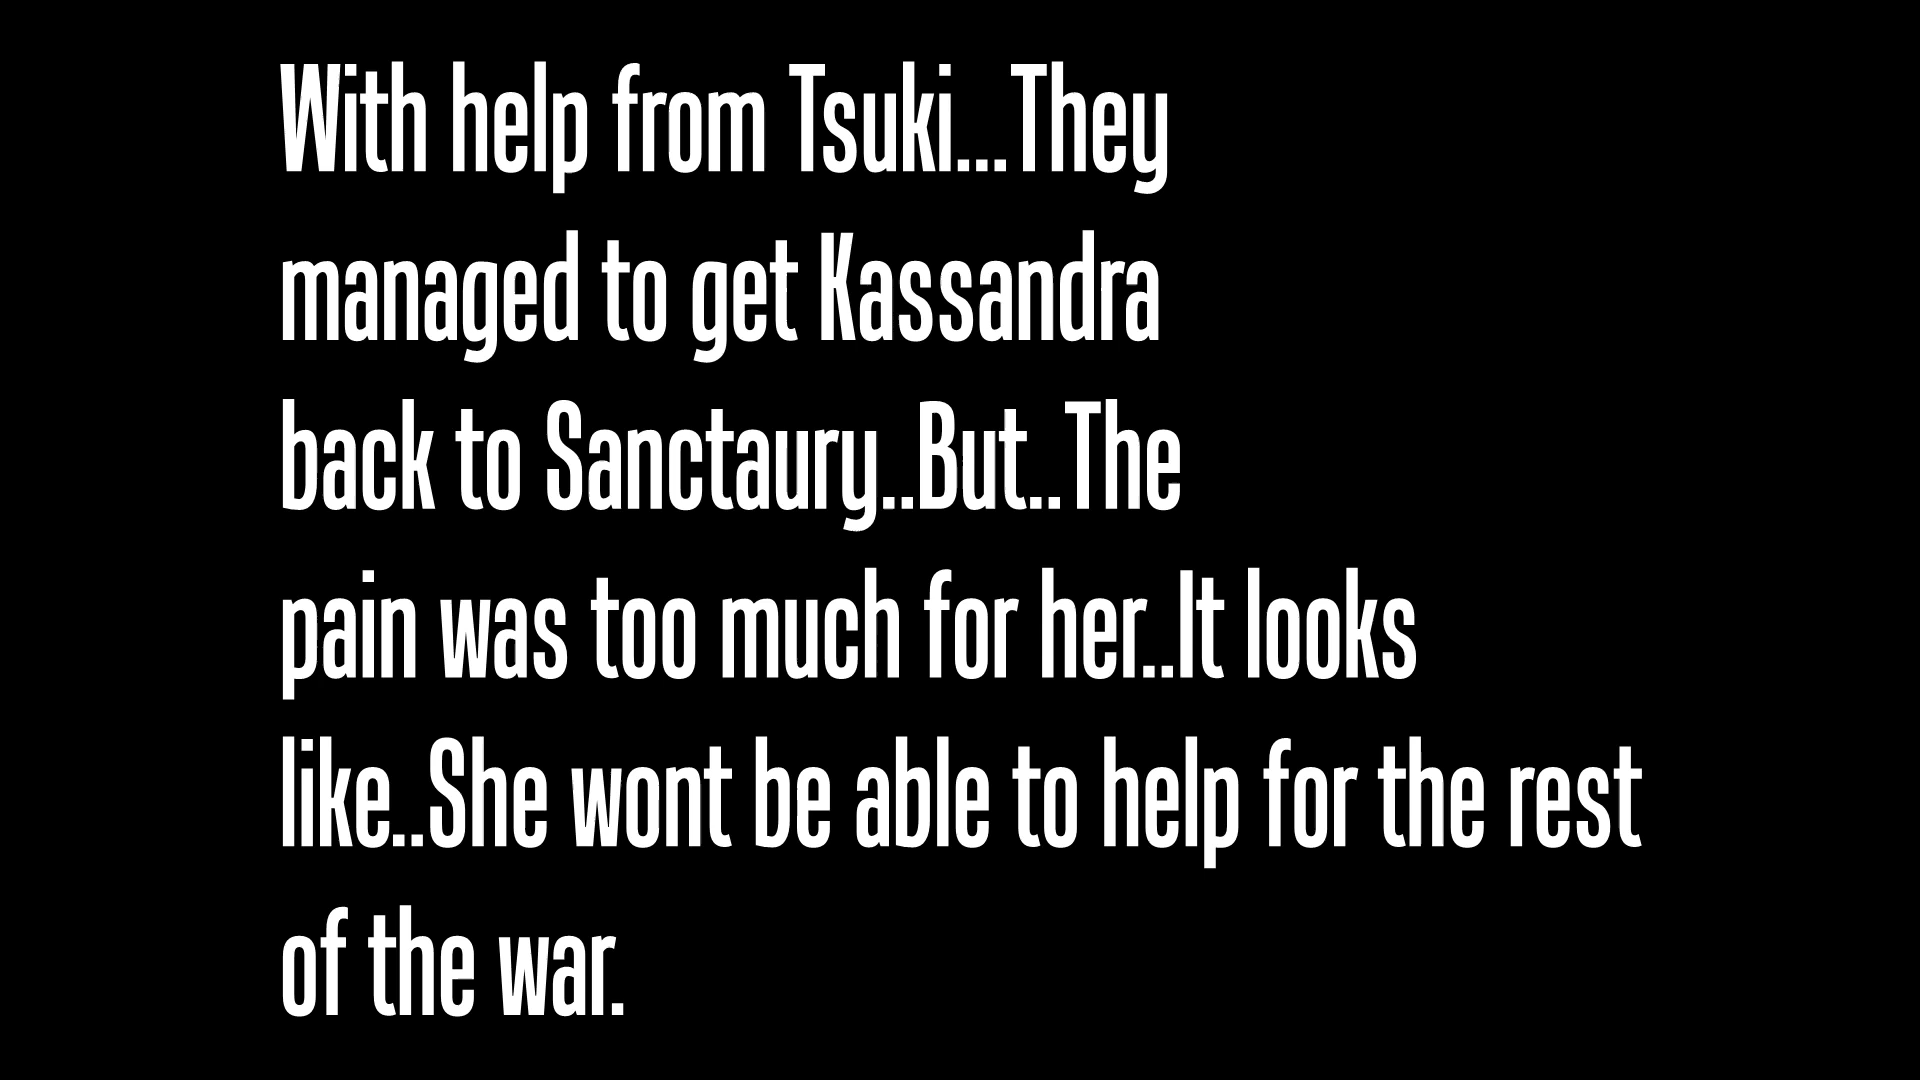 With help from Tsuki...They
managed to get Kassandra
back to Sanctaury..But..The
pain was too much for her..It looks
like..She wont be able to help for the rest
of the war.